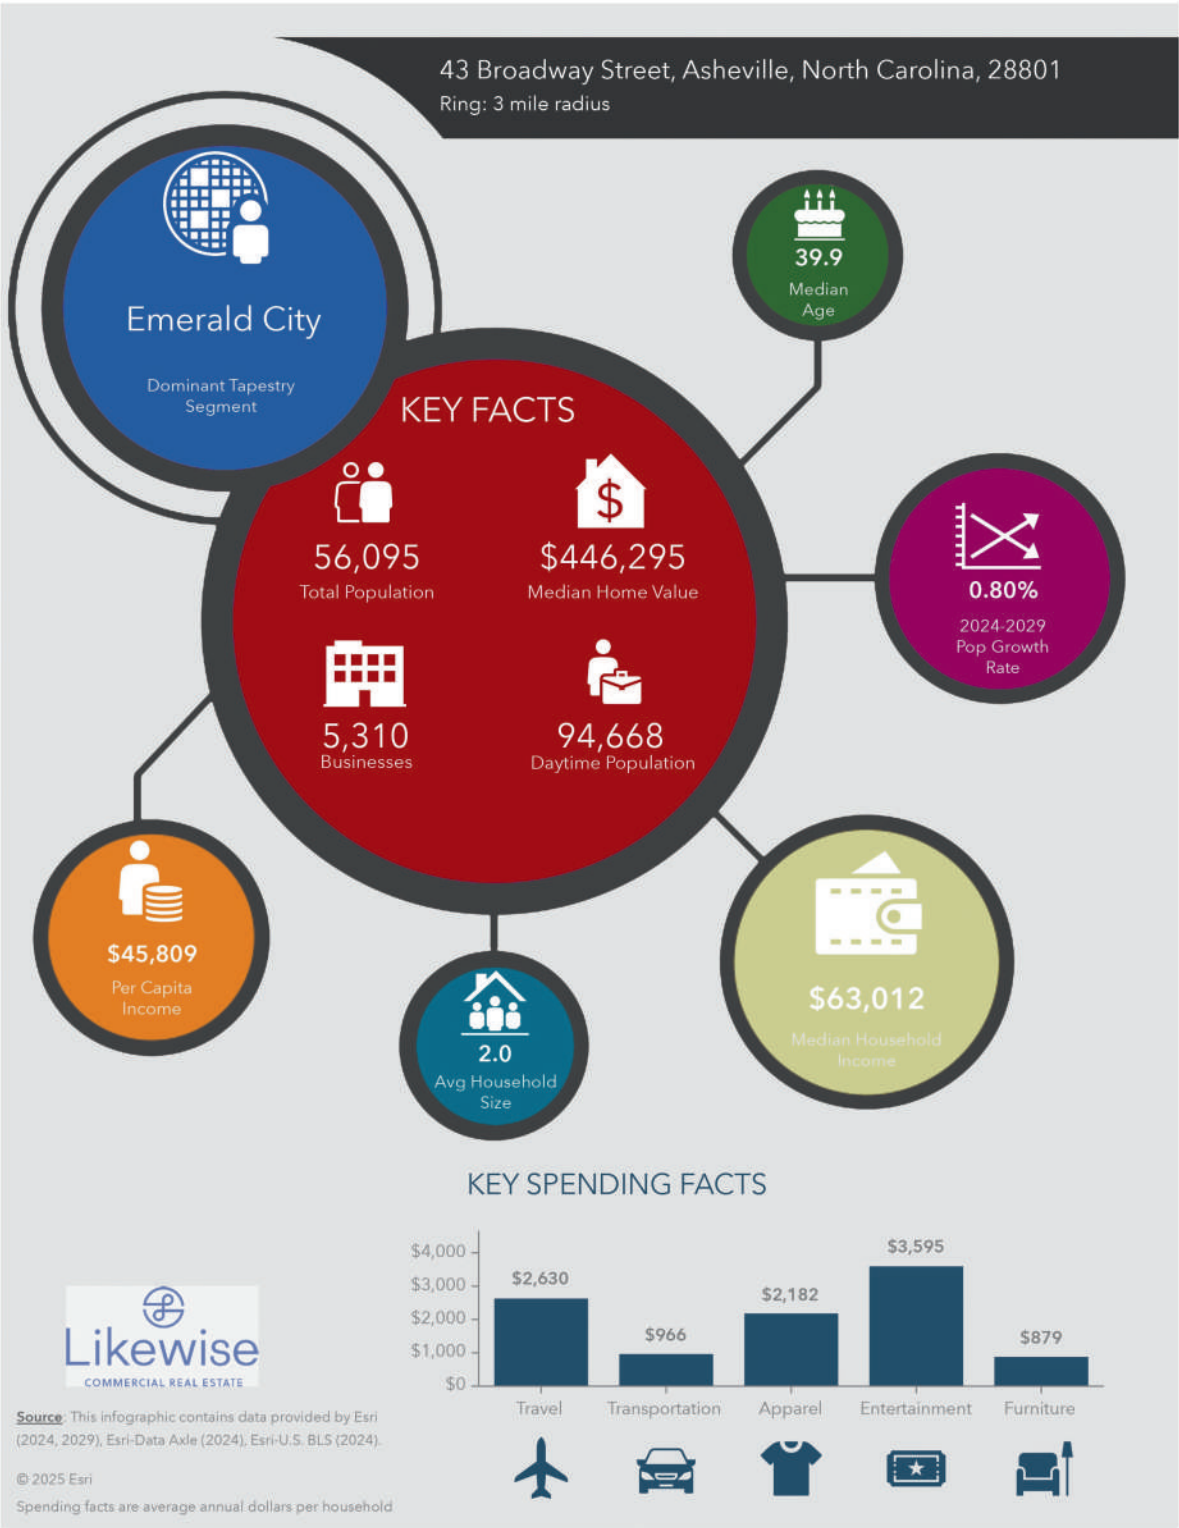 43 Broadway Street, Asheville, North Carolina, 28801
Ring: 3 mile radius
Emerald City
Dominant Tapestry
Segment
39.9
Median
Age
KEY FACTS
56,095
Total Population
$
$446,295
Median Home Value
5,310
Businesses
94,668
Daytime Population
0.80%
2024-2029
Pop Growth
Rate
$45,809
Per Capita
Income
2.0
Avg Household
Size
$63,012
Median Household
Income
KEY SPENDING FACTS
$4,000
$3,000
$2,000
$1,000
$0
$2,630
$966
$2,182
$3,595
$879
Travel
Transportation
Apparel
Entertainment
Furniture
Likewise
COMMERCIAL REAL ESTATE
Source: This infographic contains data provided by Esri
(2024, 2029), Esri-Data Axle (2024), Esri-U.S. BLS (2024).
© 2025 Esri
Spending facts are average annual dollars per household